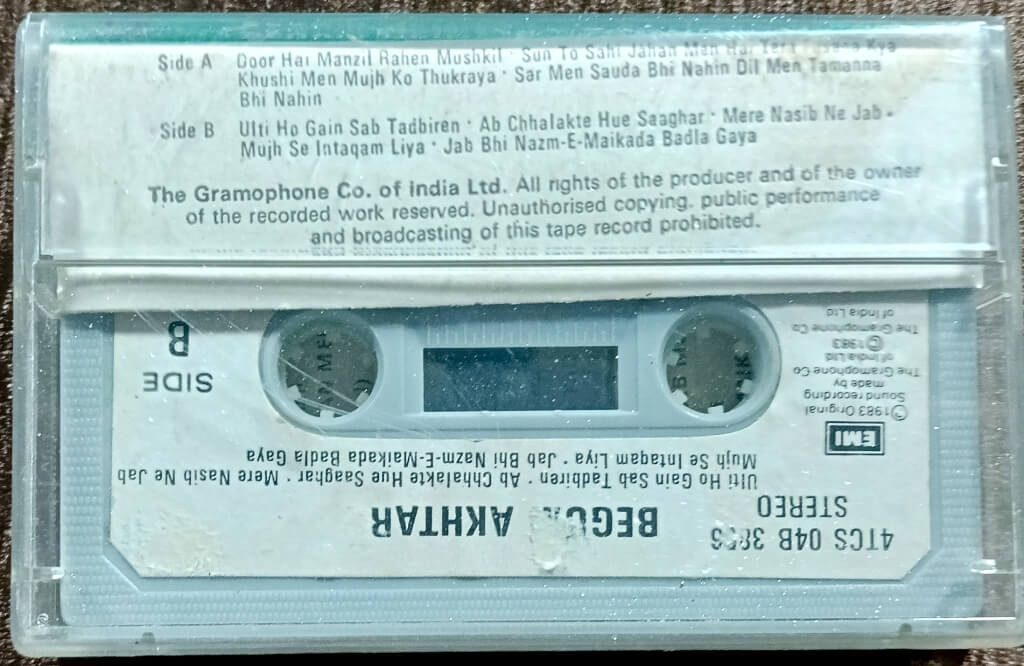 Side A Door Hai Manzil Rahen Mushkil · Sun To Sahi Jahan Men Hai Tera Kya
Khushi Men Mujh Ko Thukraya · Sar Men Sauda Bhi Nahin Dil Men Tamanna
Bhi Nahin
Side B Ulti Ho Gain Sab Tadbiren · Ab Chhalakte Hue Saaghar · Mere Nasib Ne Jab
Mujh Se Intaqam Liya · Jab Bhi Nazm-E-Maikada Badla Gaya
The Gramophone Co. of India Ltd. All rights of the producer and of the owner
of the recorded work reserved. Unauthorised copying, public performance
and broadcasting of this tape record prohibited.
4TCS 04B
STEREO
BEGUM AKHTAR
Ulti Ho Gain Sab Tadbiren · Ab Chhalakte Hue Saaghar · Mere Nasib Ne Jab
Mujh Se Intaqam Liya · Jab Bhi Nazm-E-Maikada Badla Gaya
EMI
℗1983 Original
Sound recording
made by
The Gramophone Co
of India Ltd
©1983
The Gramophone Co
of India Ltd
SIDE
B